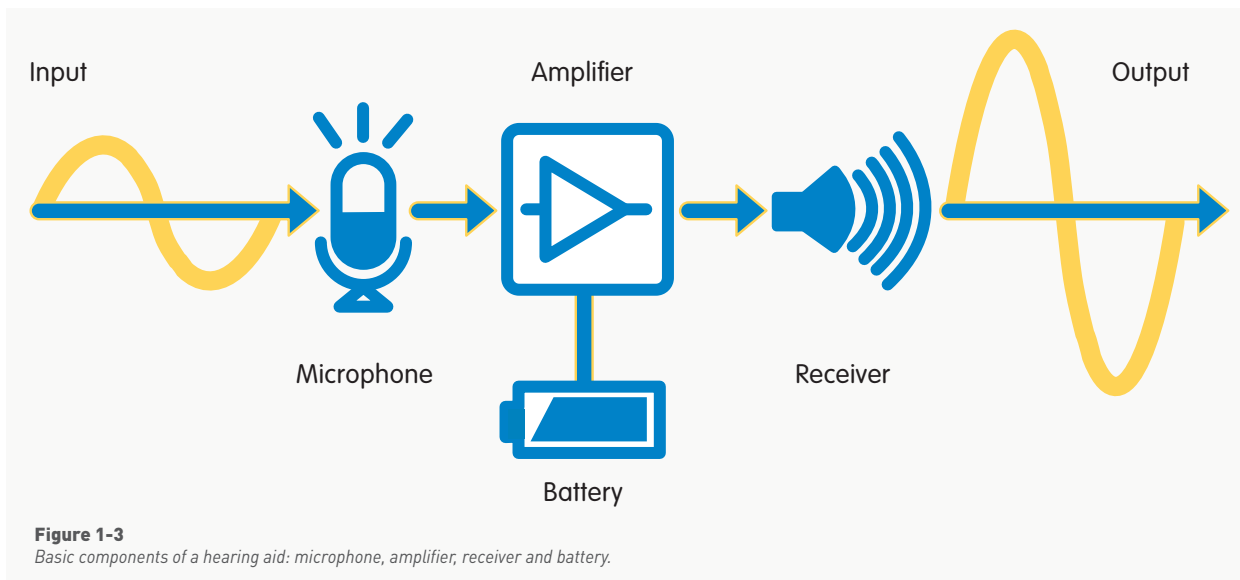 Input
Amplifier
Output
Microphone
Receiver
Battery
Figure 1-3
Basic components of a hearing aid: microphone, amplifier, receiver and battery.